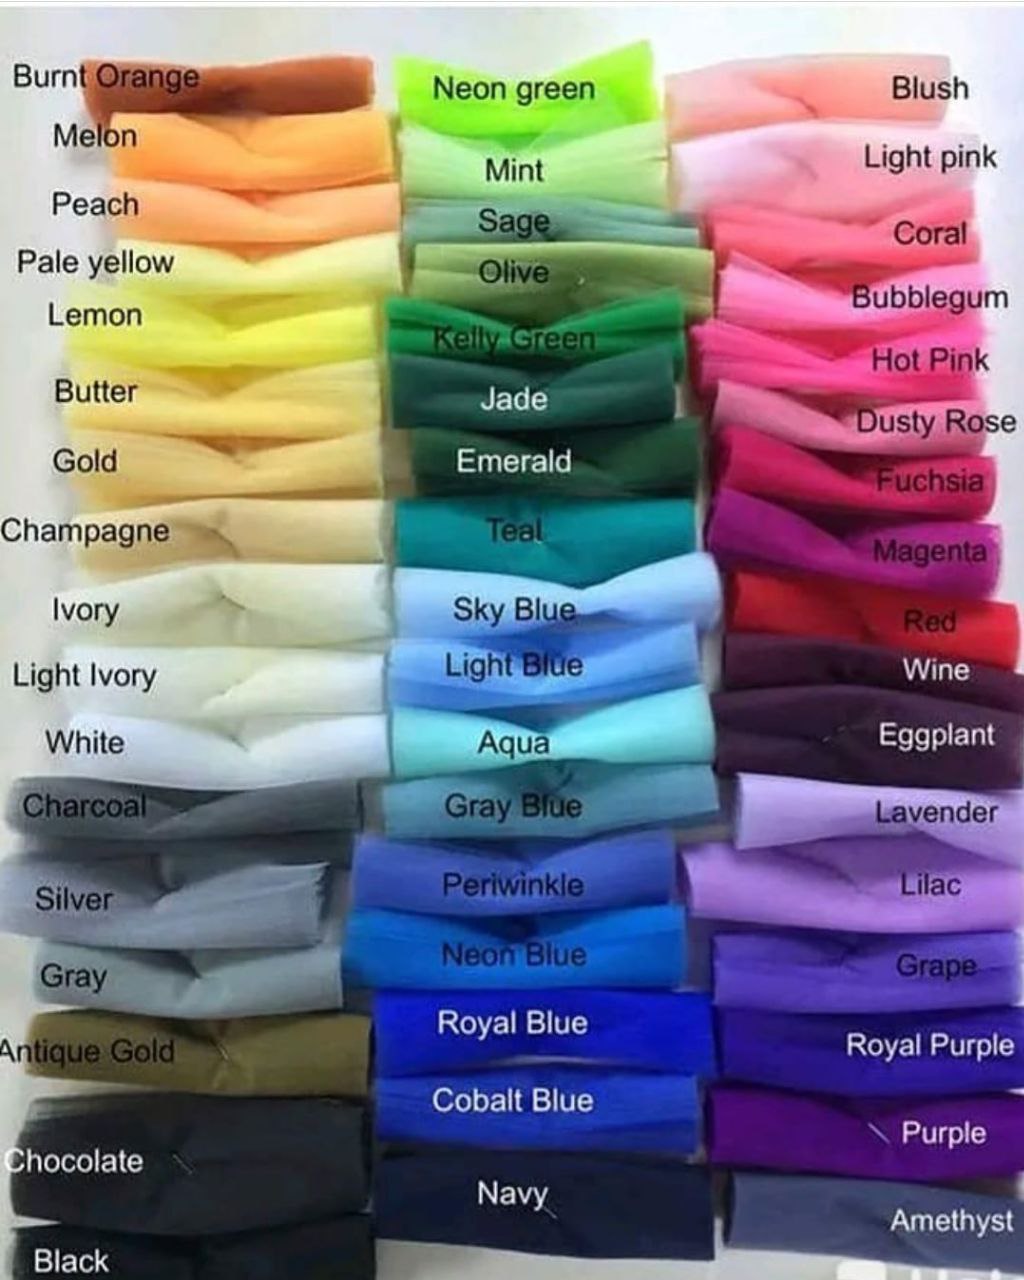 Burnt Orange
Melon
Peach
Pale yellow
Lemon
Butter
Gold
Champagne
Ivory
Light Ivory
White
Charcoal
Silver
Gray
Antique Gold
Chocolate
Black
Neon green
Mint
Sage
Olive
Kelly Green
Jade
Emerald
Teal
Sky Blue
Light Blue
Aqua
Gray Blue
Periwinkle
Neon Blue
Royal Blue
Cobalt Blue
Navy
Blush
Light pink
Coral
Bubblegum
Hot Pink
Dusty Rose
Fuchsia
Magenta
Red
Wine
Eggplant
Lavender
Lilac
Grape
Royal Purple
Purple
Amethyst